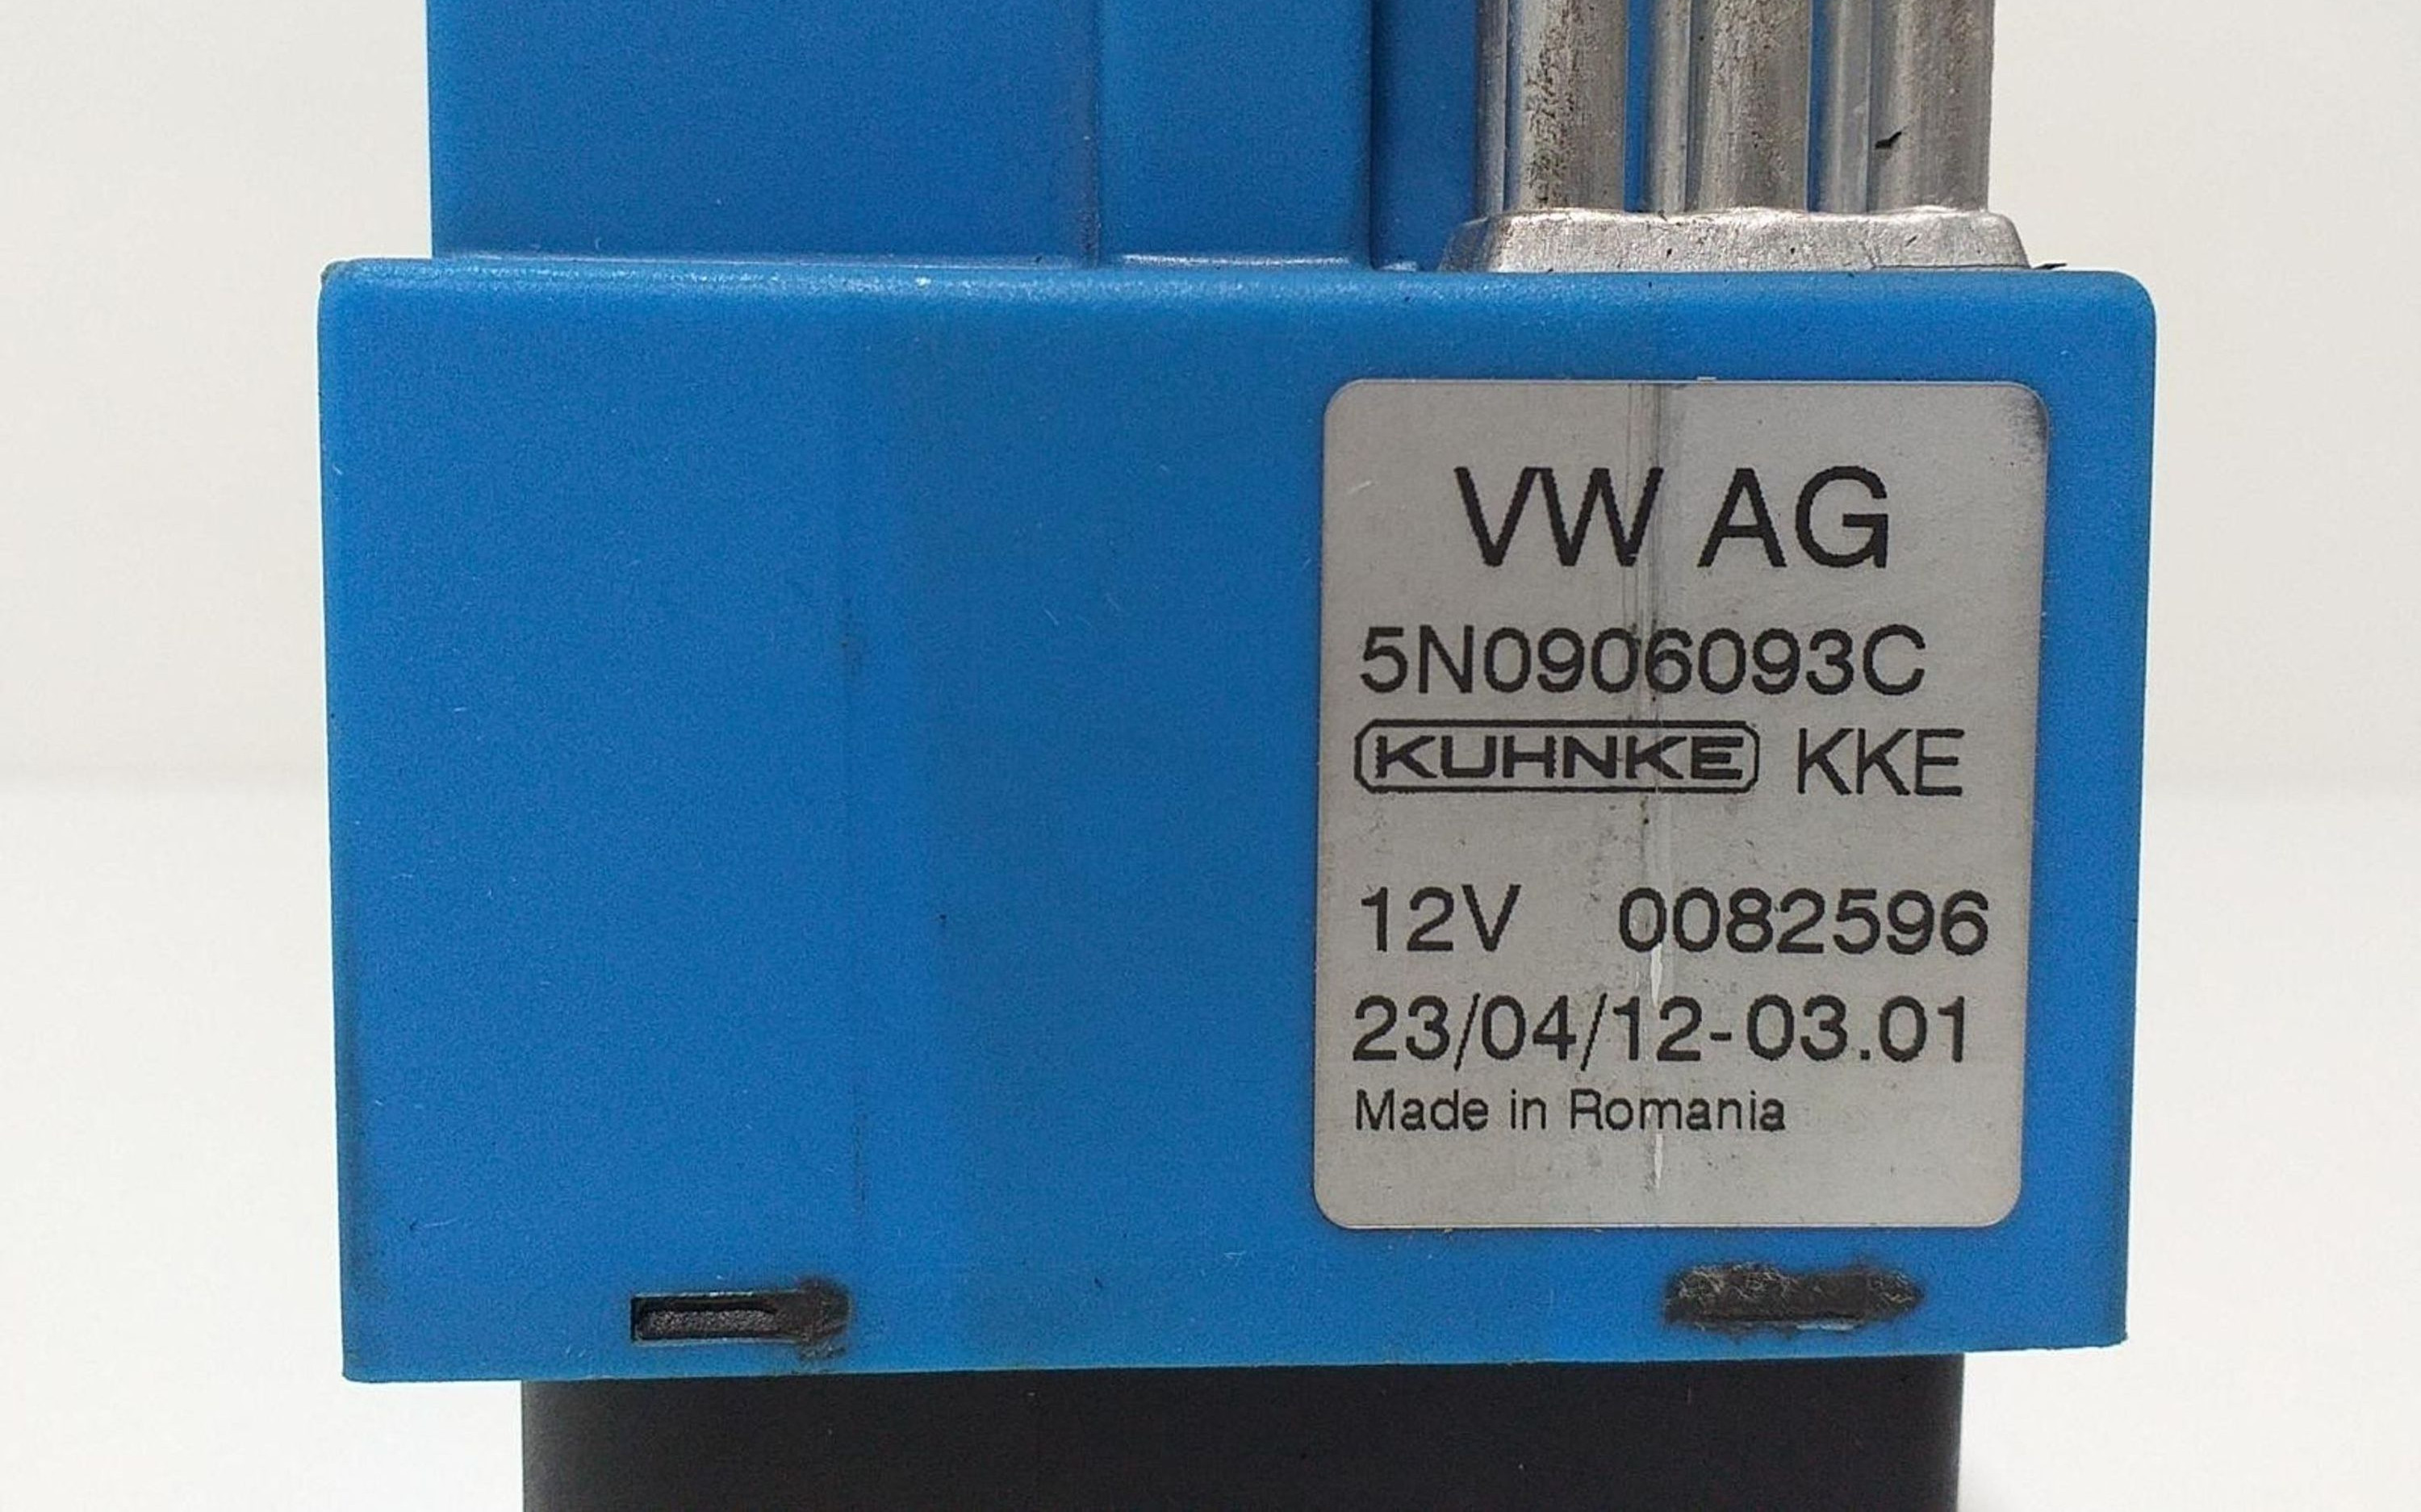 VW AG
5N0906093C
KUHNKE KKE
12V 0082596
23/04/12-03.01
Made in Romania